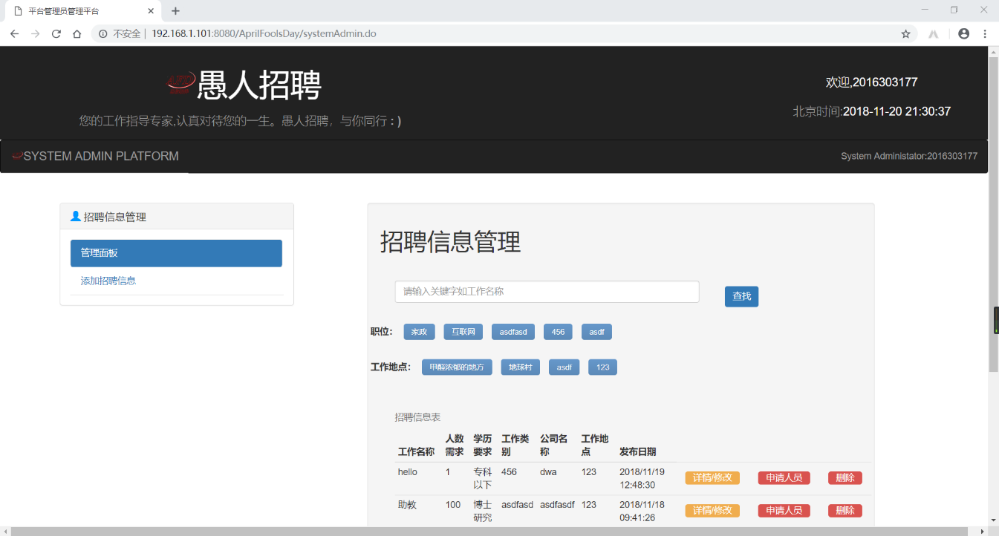 平台管理员管理平台
不安全 192.168.1.101:8080/AprilFoolsDay/systemAdmin.do
愚人招聘
欢迎,2016303177
您的工作指导专家,认真对待您的一生。愚人招聘，与你同行 : )
北京时间:2018-11-20 21:30:37
SYSTEM ADMIN PLATFORM
System Administator:2016303177
招聘信息管理
管理面板
添加招聘信息
招聘信息管理
请输入关键字如工作名称 查找
职位: 家政 互联网 asdfasd 456 asdf
工作地点: 甲醛浓郁的地方 地球村 asdf 123
招聘信息表
人数 学历 工作类 公司名 工作地
工作名称 需求 要求 别 称 点 发布日期
hello 1 专科 456 dwa 123 2018/11/19 详情/修改 申请人员 删除
以下 12:48:30
助教 100 博士 asdfasd asdfasdf 123 2018/11/18 详情/修改 申请人员 删除
研究 09:41:26